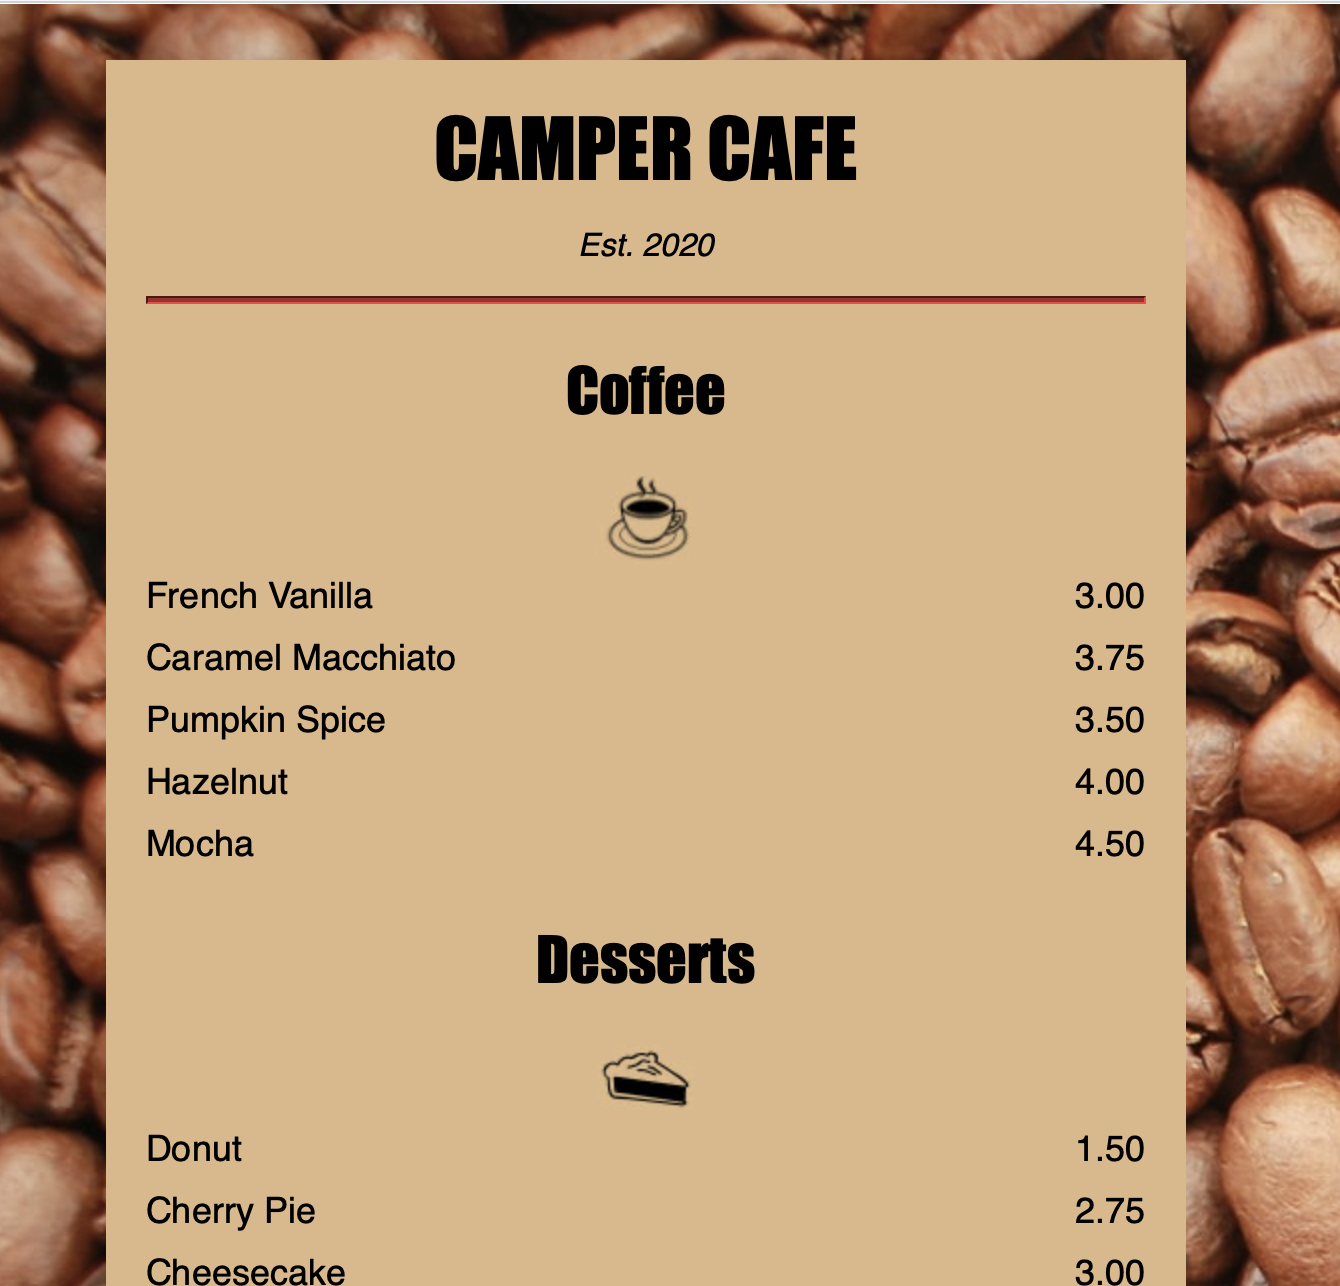 CAMPER CAFE
Est. 2020
Coffee
French Vanilla 3.00
Caramel Macchiato 3.75
Pumpkin Spice 3.50
Hazelnut 4.00
Mocha 4.50
Desserts
Donut 1.50
Cherry Pie 2.75
Cheesecake 3.00